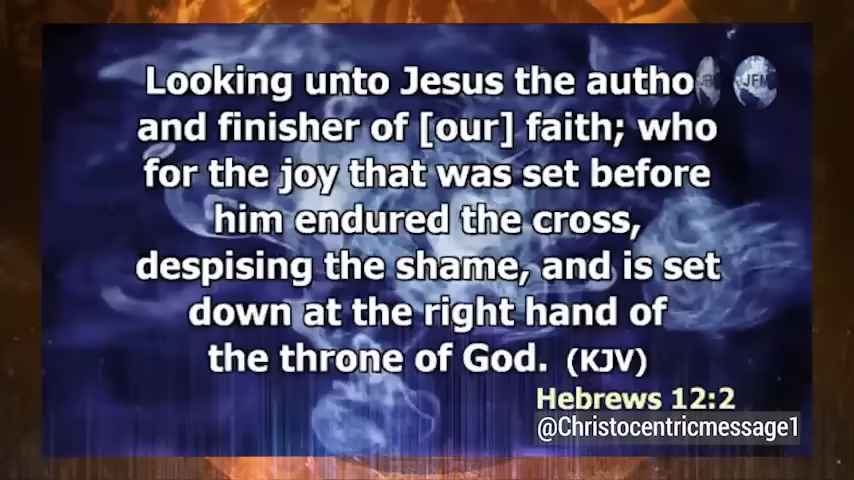 Looking unto Jesus the autho
and finisher of [our] faith; who
for the joy that was set before
him endured the cross,
despising the shame, and is set
down at the right hand of
the throne of God. (KJV)
Hebrews 12:2
@Christocentricmessage1
JFM